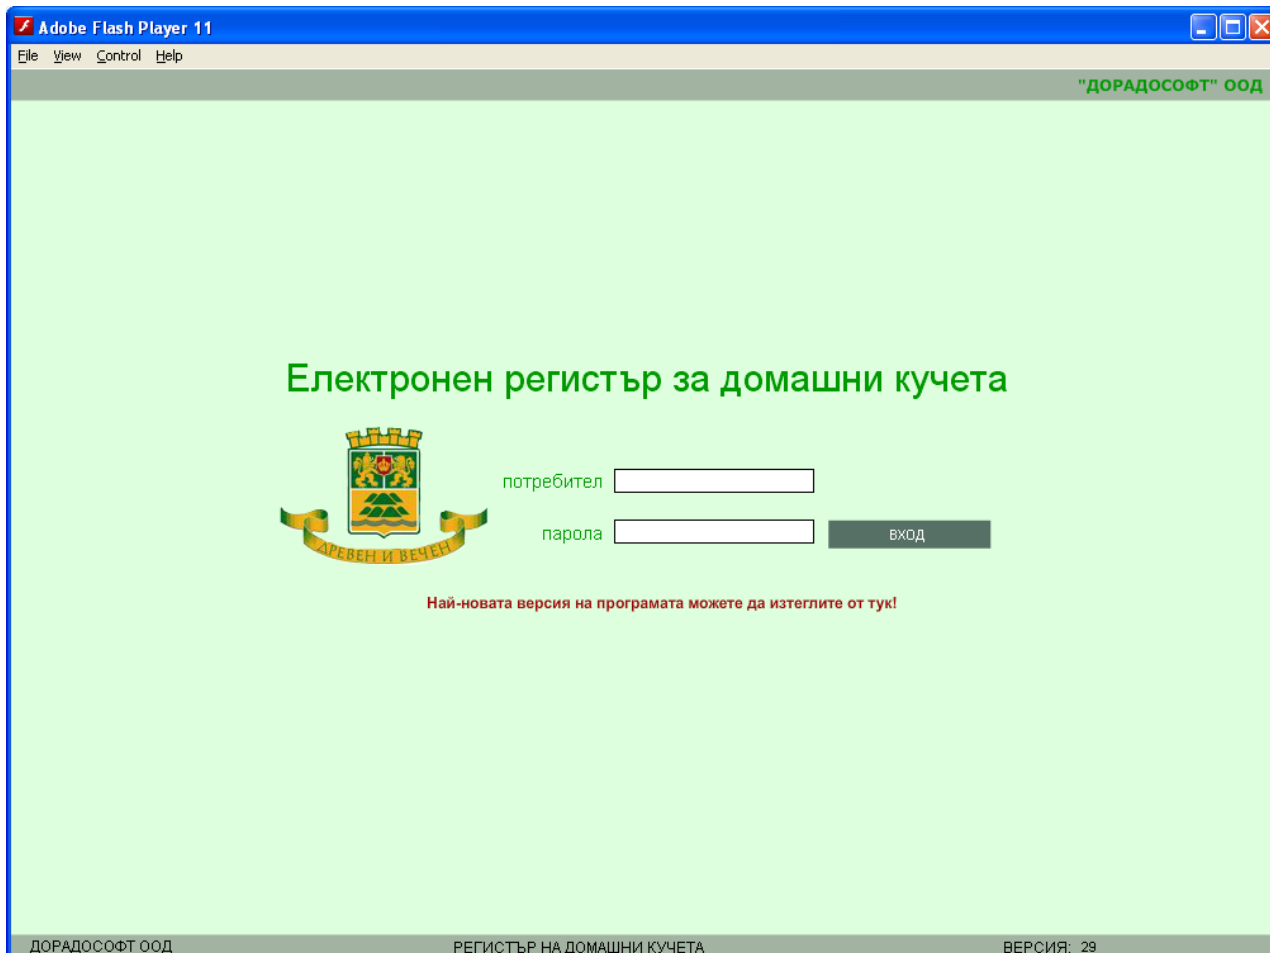 Adobe Flash Player 11
File View Control Help
"ДОРАДОСОФТ" ООД
Електронен регистър за домашни кучета
ДРЕВЕН И ВЕЧЕН
потребител
парола
ВХОД
Най-новата версия на програмата можете да изтеглите от тук!
ДОРАДОСОФТ ООД РЕГИСТЪР НА ДОМАШНИ КУЧЕТА ВЕРСИЯ: 29